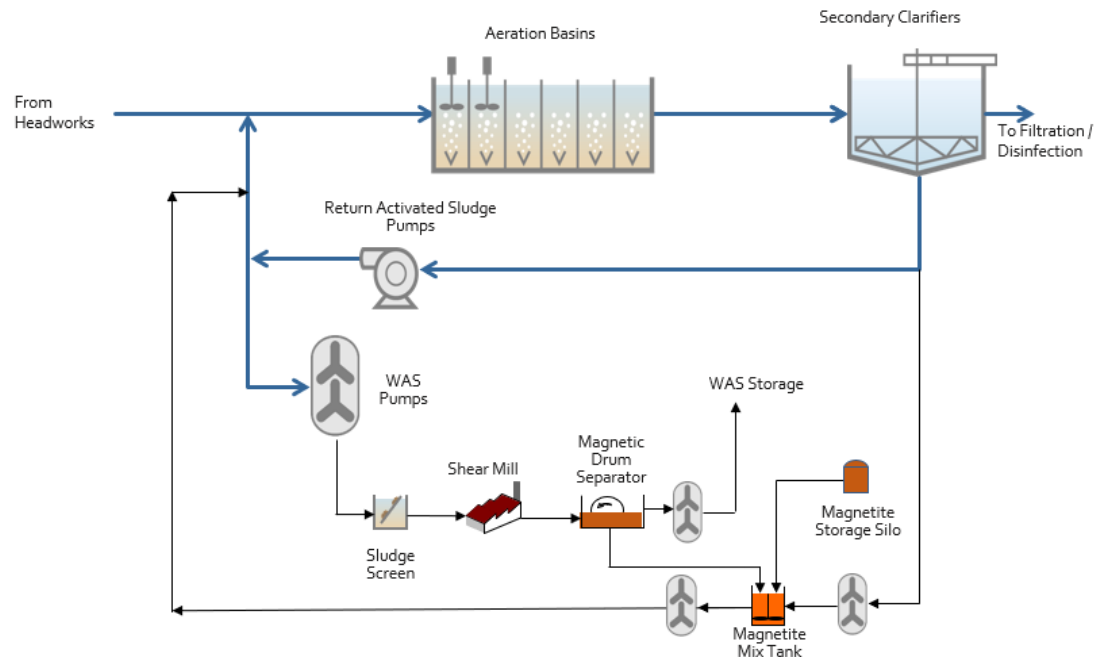 Secondary Clarifiers
Aeration Basins
From
Headworks
To Filtration /
Disinfection
Return Activated Sludge
Pumps
WAS
Pumps
WAS Storage
Magnetic
Drum
Separator
Shear Mill
Magnetite
Storage Silo
Sludge
Screen
Magnetite
Mix Tank